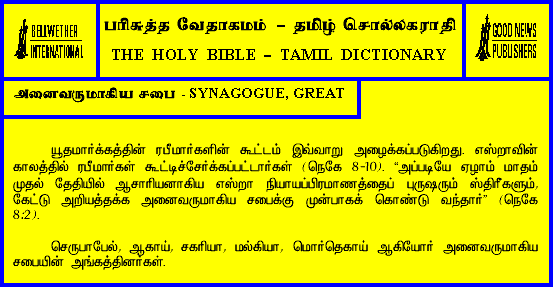 BELLWETHER
INTERNATIONAL
பரிசுத்த வேதாகமம் – தமிழ் சொல்லகராதி
THE HOLY BIBLE – TAMIL DICTIONARY
GOOD NEWS
PUBLISHERS
அனைவருமாகிய சபை - SYNAGOGUE, GREAT
யூதமார்க்கத்தின் ரபீமார்களின் கூட்டம் இவ்வாறு அழைக்கப்படுகிறது. எஸ்றாவின்
காலத்தில் ரபீமார்கள் கூட்டிச்சேர்க்கப்பட்டார்கள் (நெகே 8-10). “அப்படியே ஏழாம் மாதம்
முதல் தேதியில் ஆசாரியனாகிய எஸ்றா நியாயப்பிரமாணத்தைப் புருஷரும் ஸ்திரீகளும்,
கேட்டு அறியத்தக்க அனைவருமாகிய சபைக்கு முன்பாகக் கொண்டு வந்தார்” (நெகே
8:2).
செருபாபேல், ஆகாய், சகரியா, மல்கியா, மொர்தெகாய் ஆகியோர் அனைவருமாகிய
சபையின் அங்கத்தினர்கள்.